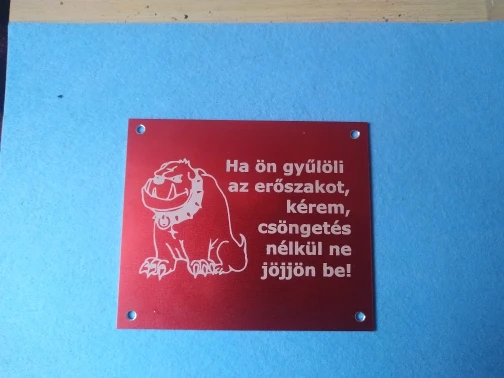 Ha ön gyűlöli
az erőszakot,
kérem,
csöngetés
nélkül ne
jöjjön be!